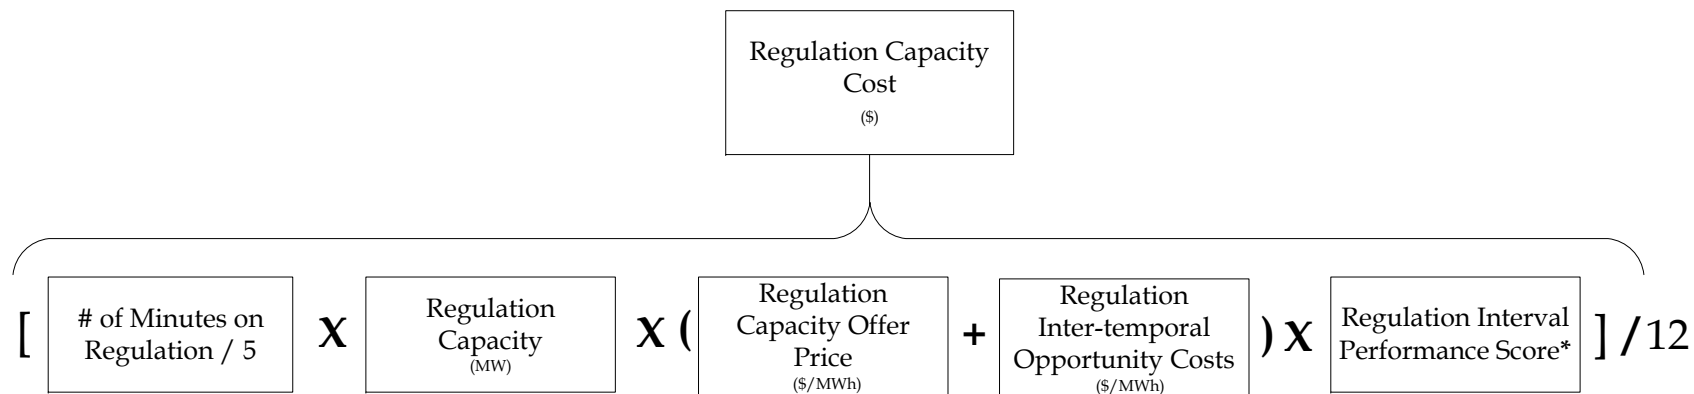 Regulation Capacity
Cost
($)
[
# of Minutes on
Regulation / 5
X
Regulation
Capacity
(MW)
X (
Regulation
Capacity Offer
Price
($/MWh)
+
Regulation
Inter-temporal
Opportunity Costs
($/MWh)
) X
Regulation Interval
Performance Score*
] / 12